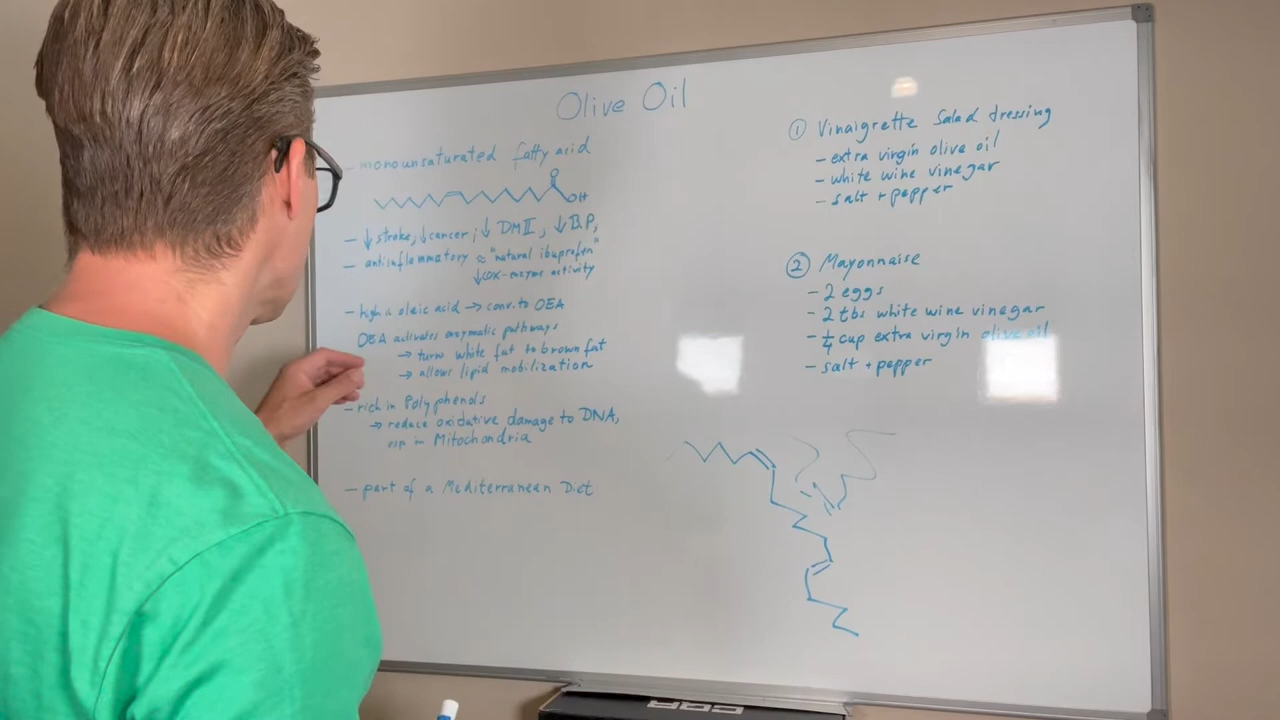 Olive Oil
- monounsaturated fatty acid
O
OH
- ↓ stroke, ↓ cancer, ↓ DMII, ↓ B.P,
- antiinflammatory ≈ "natural ibuprofen"
↓ COX-enzyme activity
- high in oleic acid → conv. to OEA
OEA activates enzymatic pathways
→ turns white fat to brown fat
→ allows lipid mobilization
- rich in Polyphenols
→ reduce oxidative damage to DNA,
esp in Mitochondria
- part of a Mediterranean Diet
① Vinaigrette Salad dressing
- extra virgin olive oil
- white wine vinegar
- salt + pepper
② Mayonnaise
- 2 eggs
- 2 tbs white wine vinegar
- 1/4 cup extra virgin olive oil
- salt + pepper